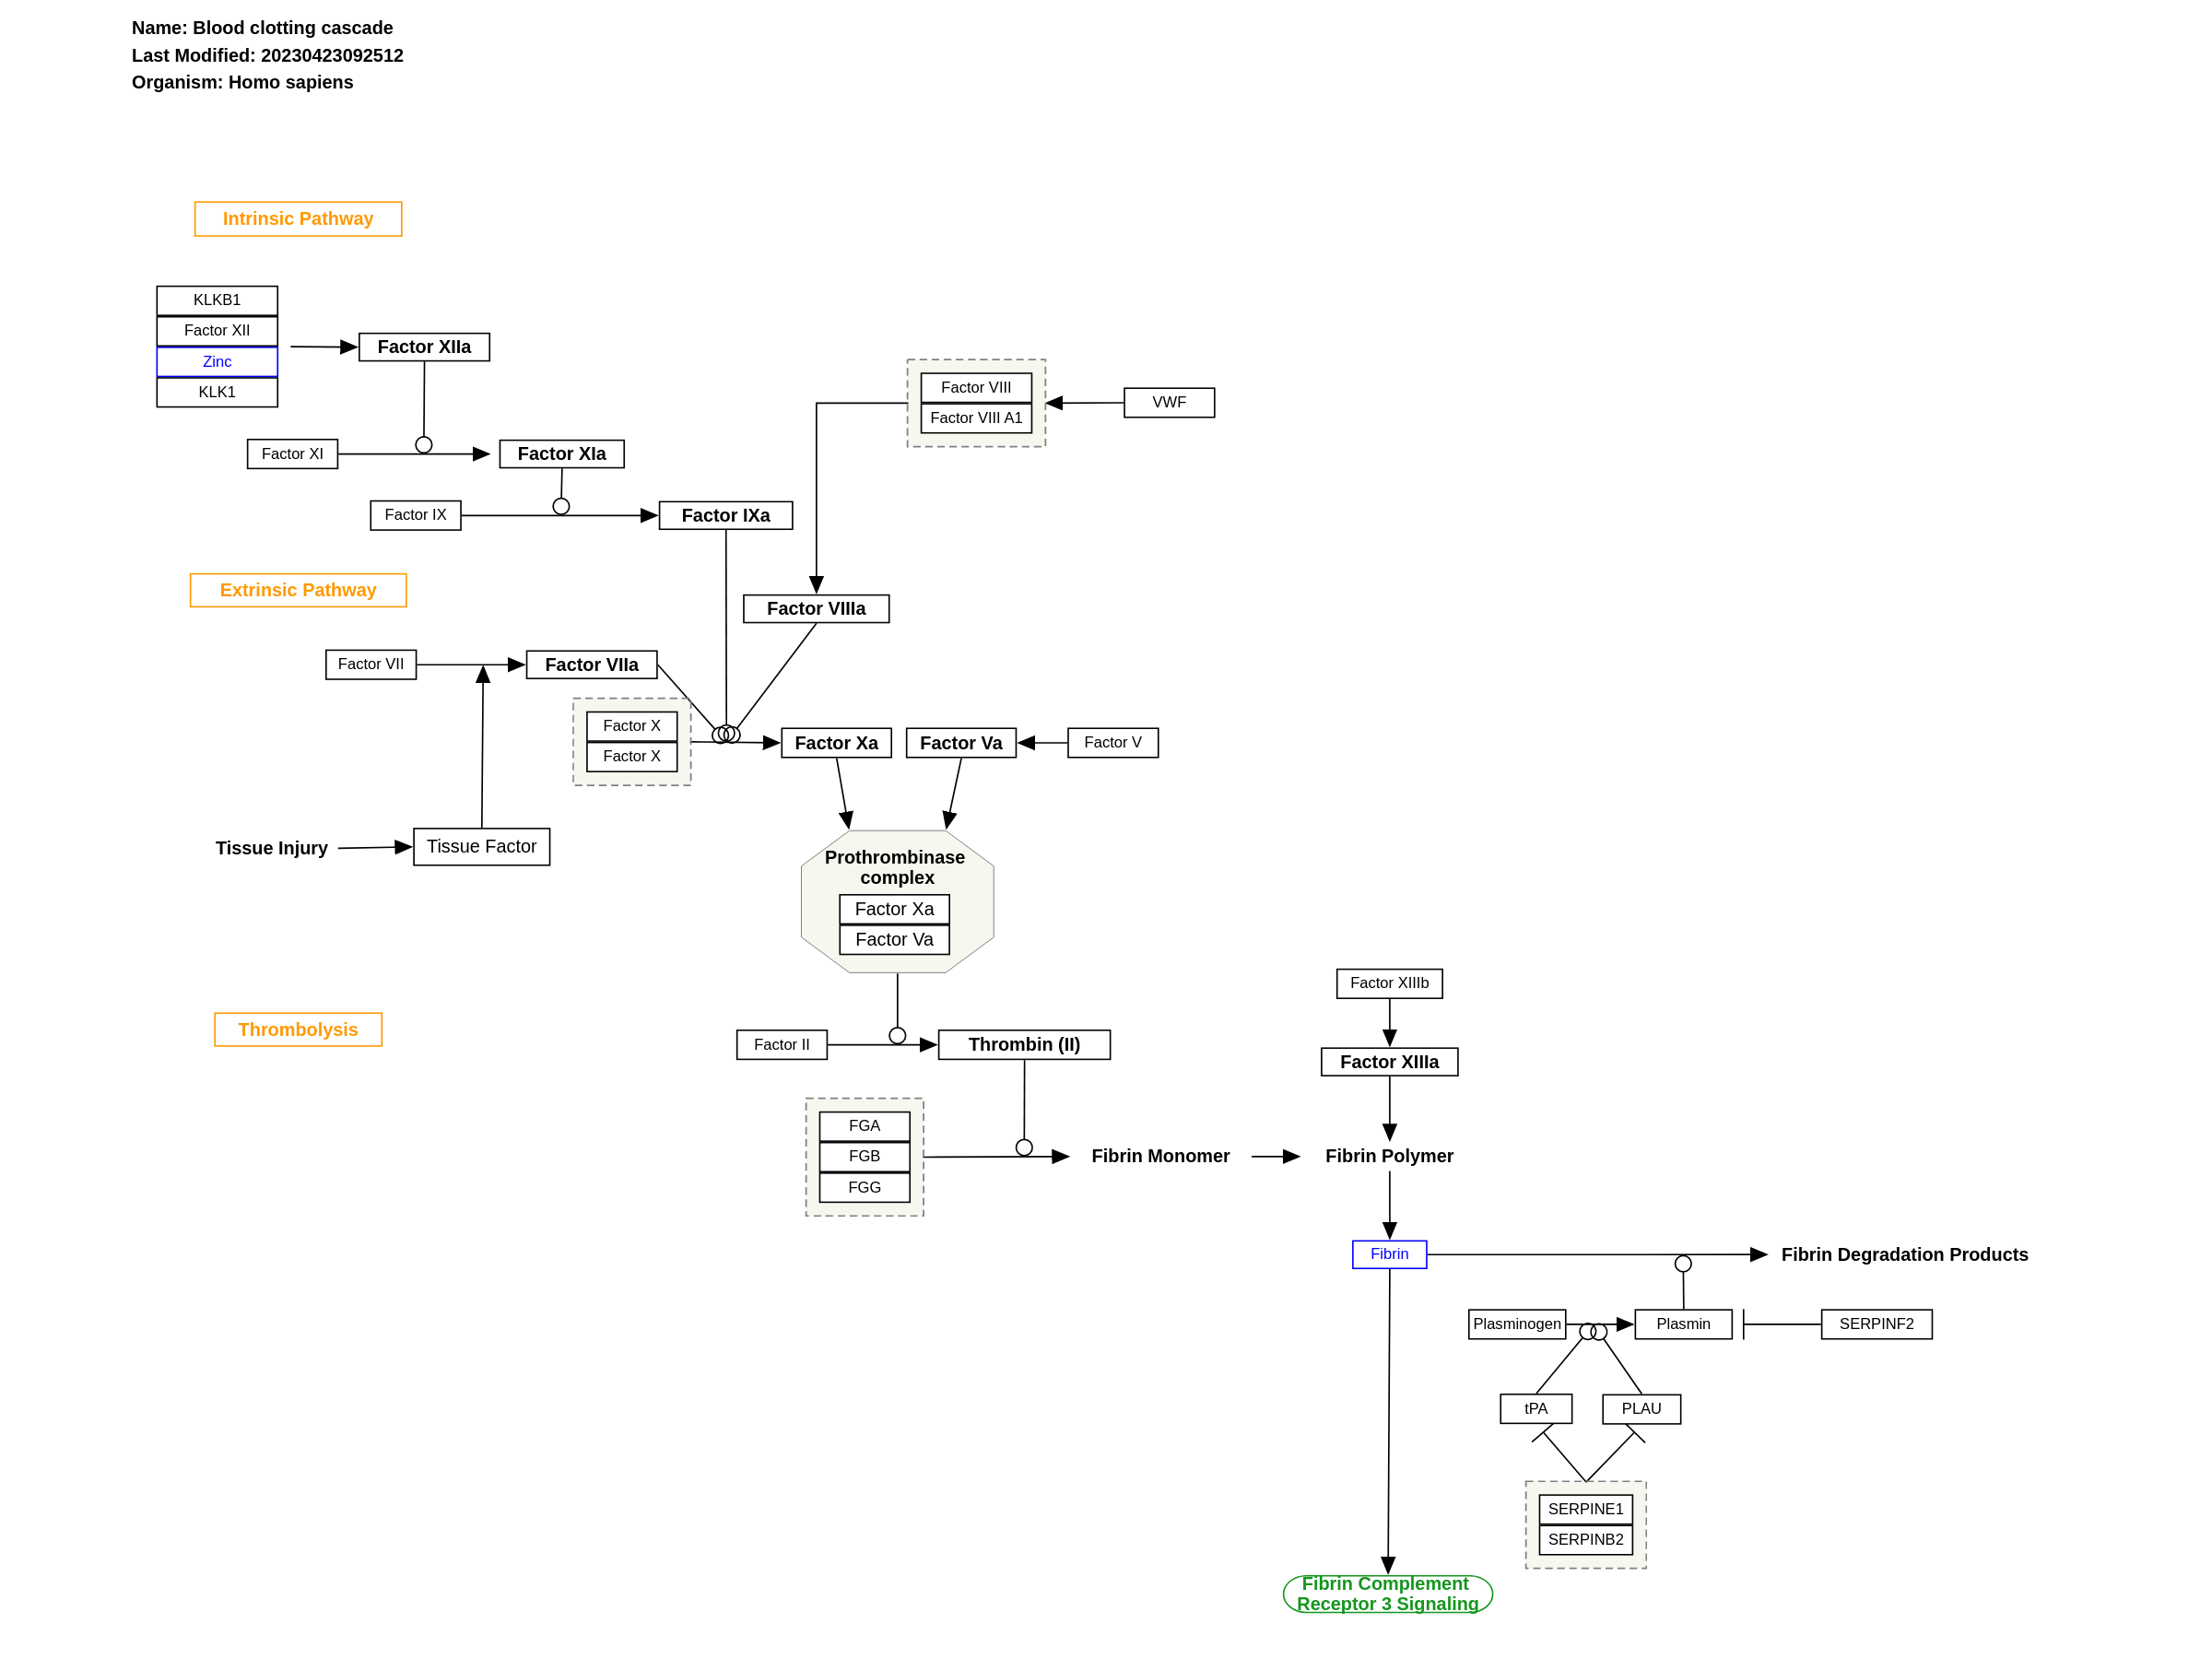 Name: Blood clotting cascade
Last Modified: 20230423092512
Organism: Homo sapiens
Intrinsic Pathway
KLKB1
Factor XII
Zinc
KLK1
Factor XIIa
Factor VIII
Factor VIII A1
VWF
Factor XI
Factor XIa
Factor IX
Factor IXa
Extrinsic Pathway
Factor VIIIa
Factor VII
Factor VIIa
Factor X
Factor X
Factor Xa
Factor Va
Factor V
Tissue Injury
Tissue Factor
Prothrombinase
complex
Factor Xa
Factor Va
Factor XIIIb
Thrombolysis
Factor II
Thrombin (II)
Factor XIIIa
FGA
FGB
FGG
Fibrin Monomer
Fibrin Polymer
Fibrin
Fibrin Degradation Products
Plasminogen
Plasmin
SERPINF2
tPA
PLAU
SERPINE1
SERPINB2
Fibrin Complement
Receptor 3 Signaling